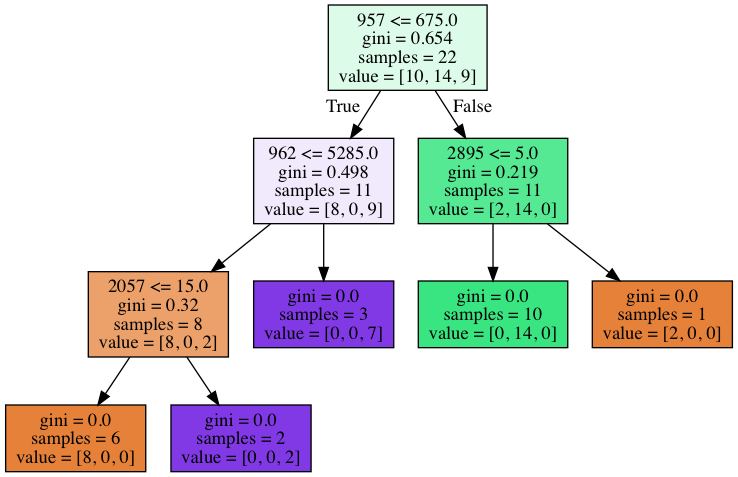 957 <= 675.0
gini = 0.654
samples = 22
value = [10, 14, 9]
True
False
962 <= 5285.0
gini = 0.498
samples = 11
value = [8, 0, 9]
2895 <= 5.0
gini = 0.219
samples = 11
value = [2, 14, 0]
2057 <= 15.0
gini = 0.32
samples = 8
value = [8, 0, 2]
gini = 0.0
samples = 3
value = [0, 0, 7]
gini = 0.0
samples = 10
value = [0, 14, 0]
gini = 0.0
samples = 1
value = [2, 0, 0]
gini = 0.0
samples = 6
value = [8, 0, 0]
gini = 0.0
samples = 2
value = [0, 0, 2]